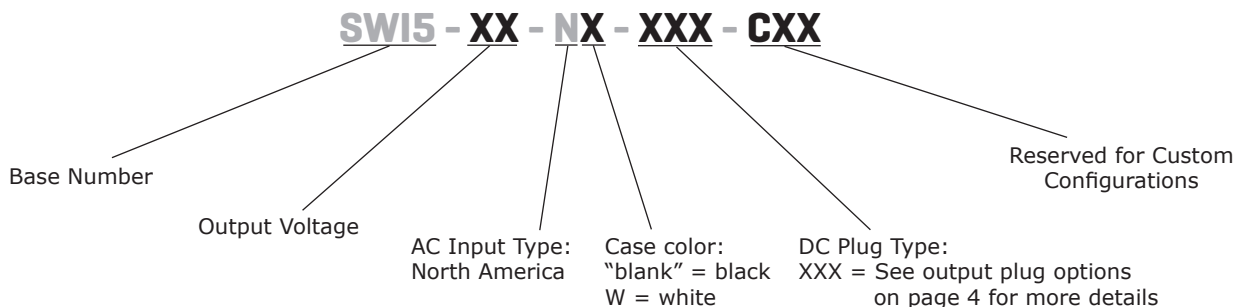 SWI5 - XX - NX - XXX - CXX
Base Number
Output Voltage
AC Input Type:
North America
Case color:
"blank" = black
W = white
DC Plug Type:
XXX = See output plug options
on page 4 for more details
Reserved for Custom
Configurations